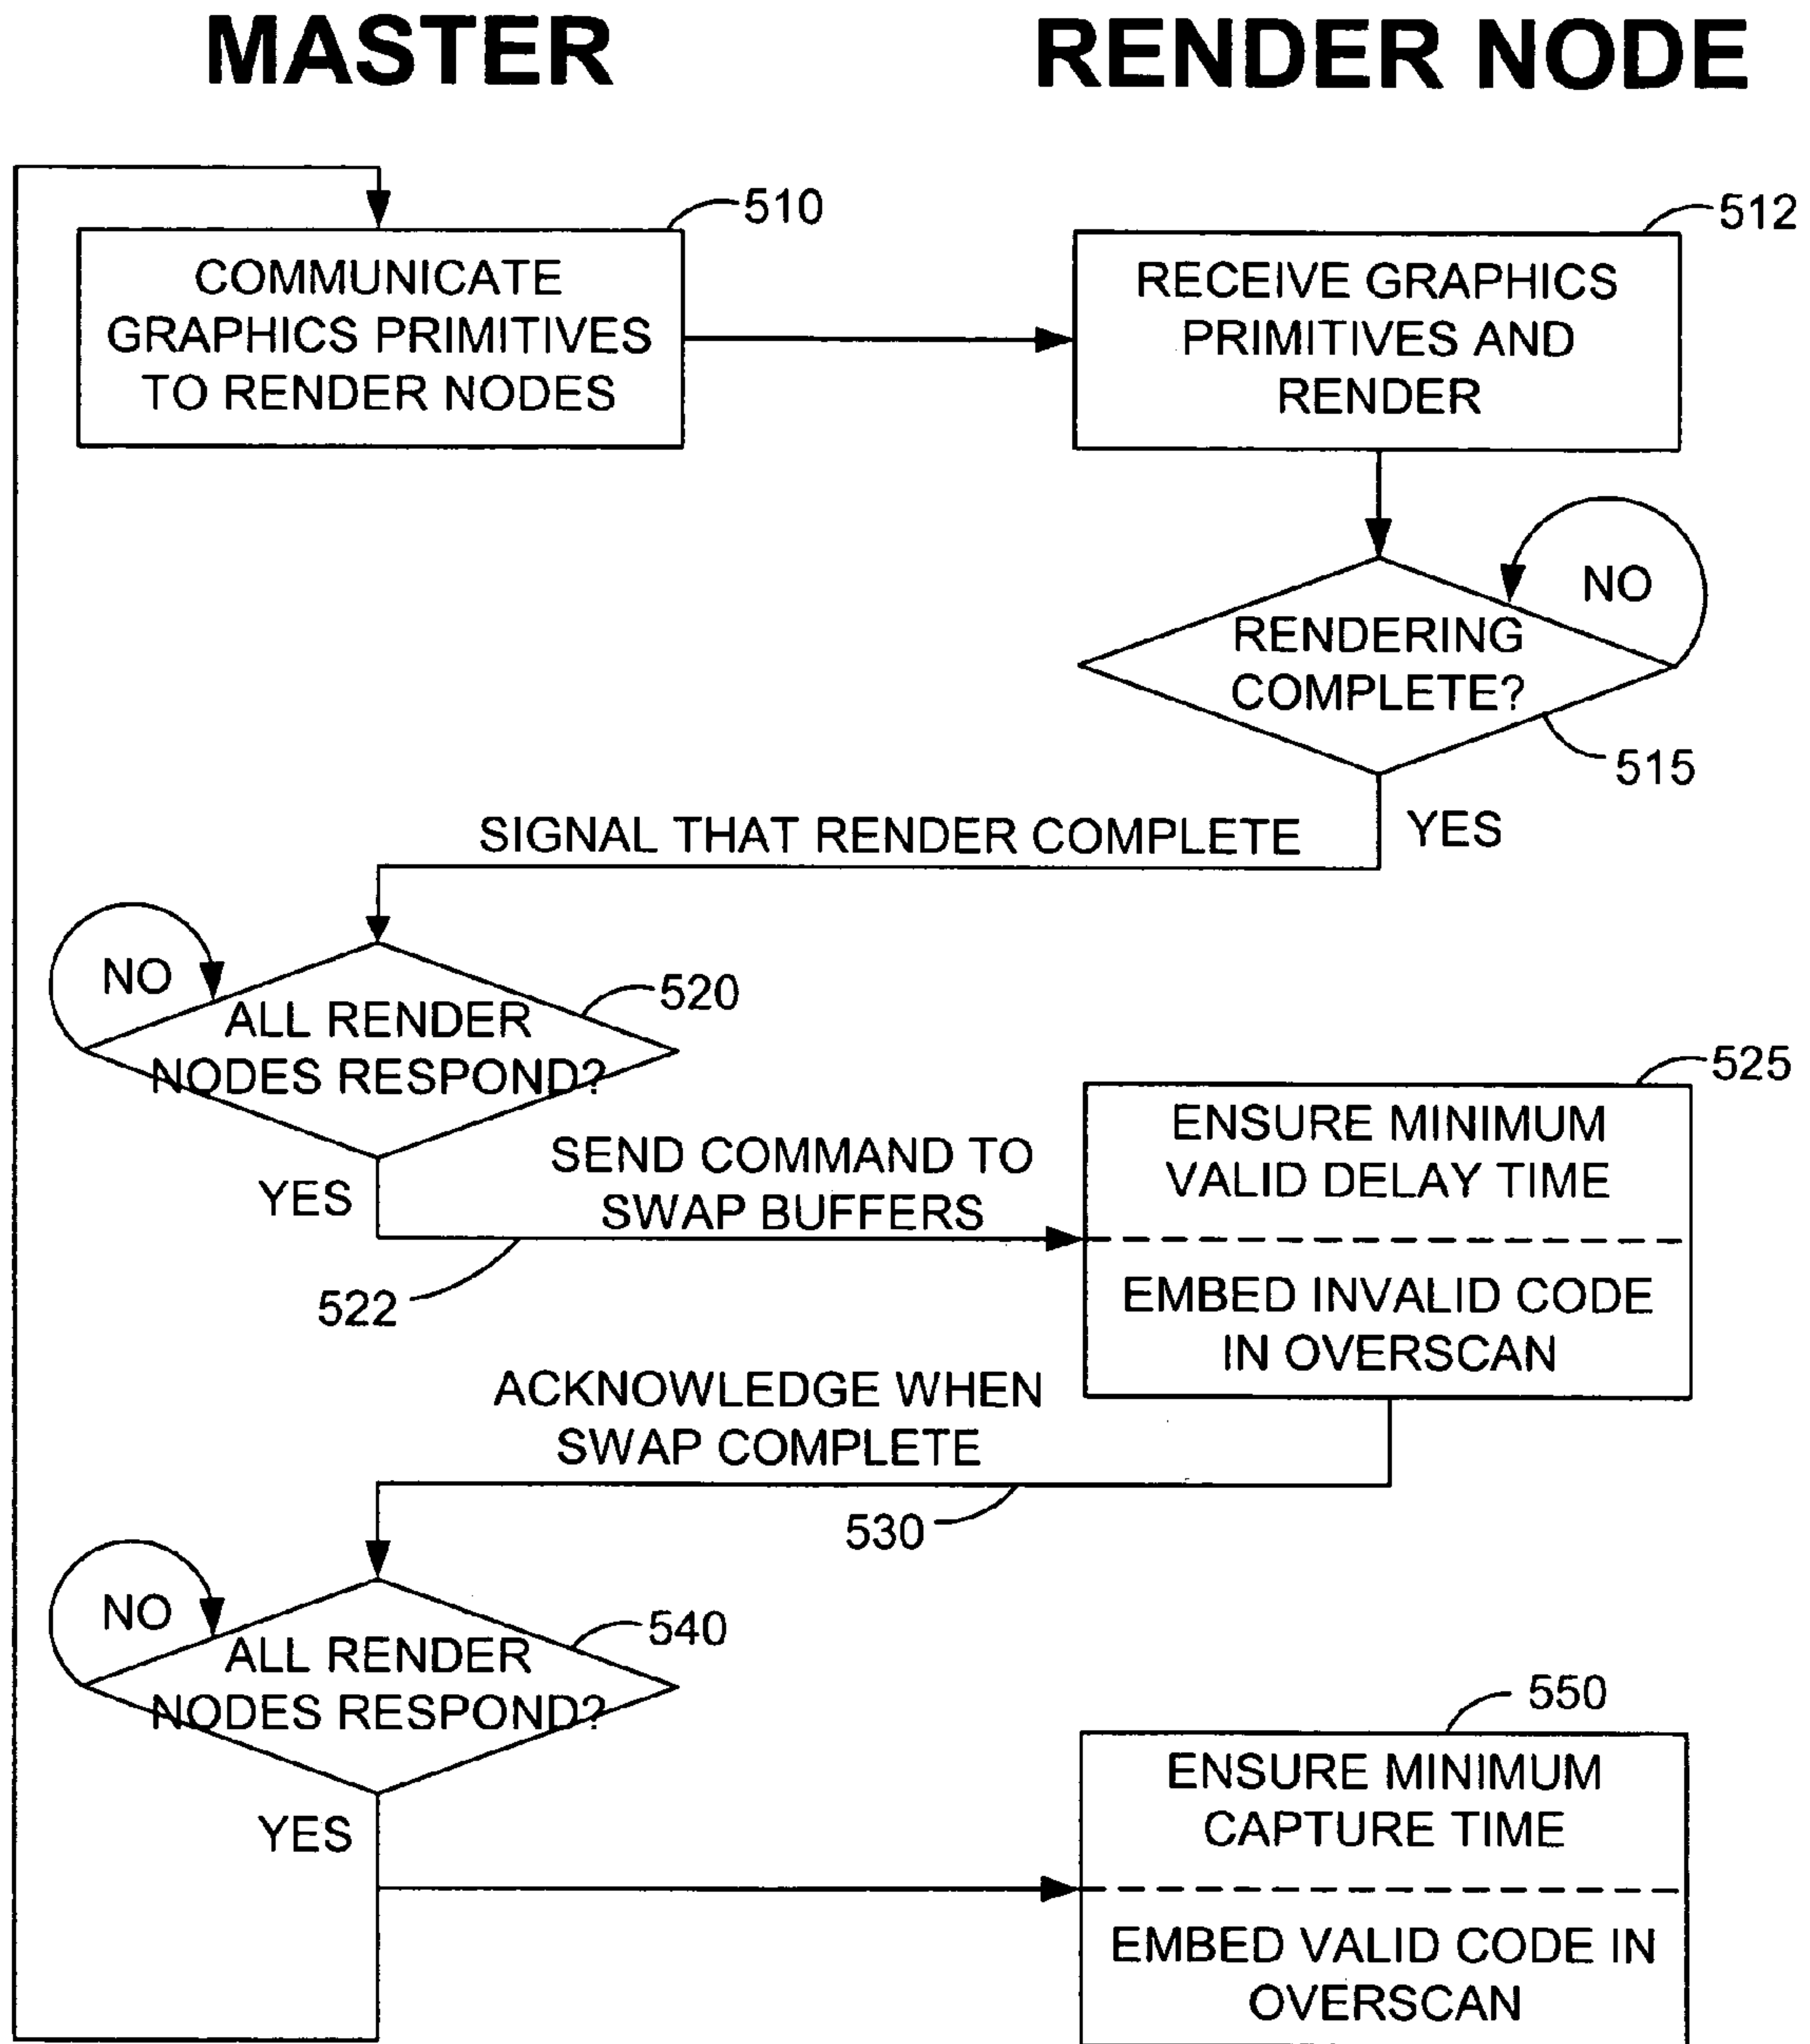 MASTER
RENDER NODE
510
512
COMMUNICATE
GRAPHICS PRIMITIVES
TO RENDER NODES
RECEIVE GRAPHICS
PRIMITIVES AND
RENDER
NO
RENDERING
COMPLETE?
515
YES
SIGNAL THAT RENDER COMPLETE
NO
520
ALL RENDER
NODES RESPOND?
YES
SEND COMMAND TO
SWAP BUFFERS
522
525
ENSURE MINIMUM
VALID DELAY TIME
EMBED INVALID CODE
IN OVERSCAN
ACKNOWLEDGE WHEN
SWAP COMPLETE
530
NO
540
ALL RENDER
NODES RESPOND?
YES
550
ENSURE MINIMUM
CAPTURE TIME
EMBED VALID CODE IN
OVERSCAN